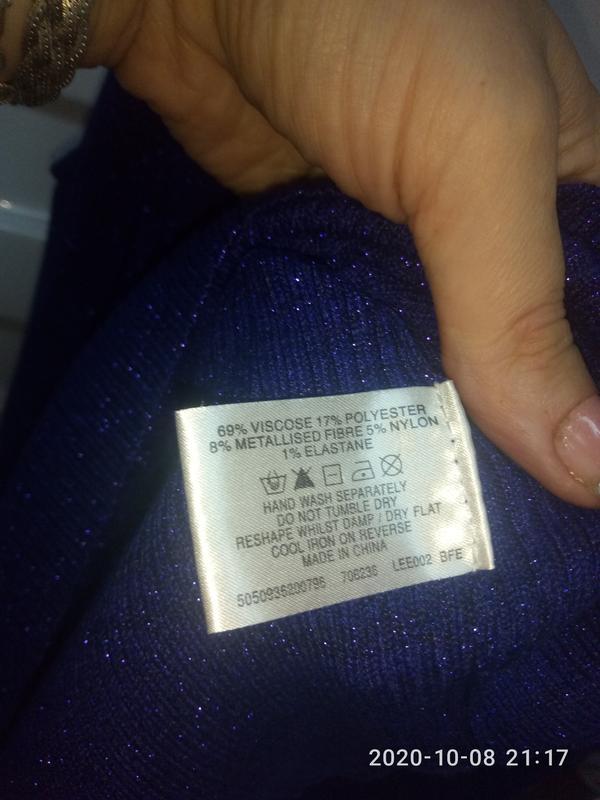 69% VISCOSE 17% POLYESTER
8% METALLISED FIBRE 5% NYLON
1% ELASTANE
HAND WASH SEPARATELY
DO NOT TUMBLE DRY
RESHAPE WHILST DAMP / DRY FLAT
COOL IRON ON REVERSE
MADE IN CHINA
5050936200796 706236 LEE002 BFE
2020-10-08 21:17